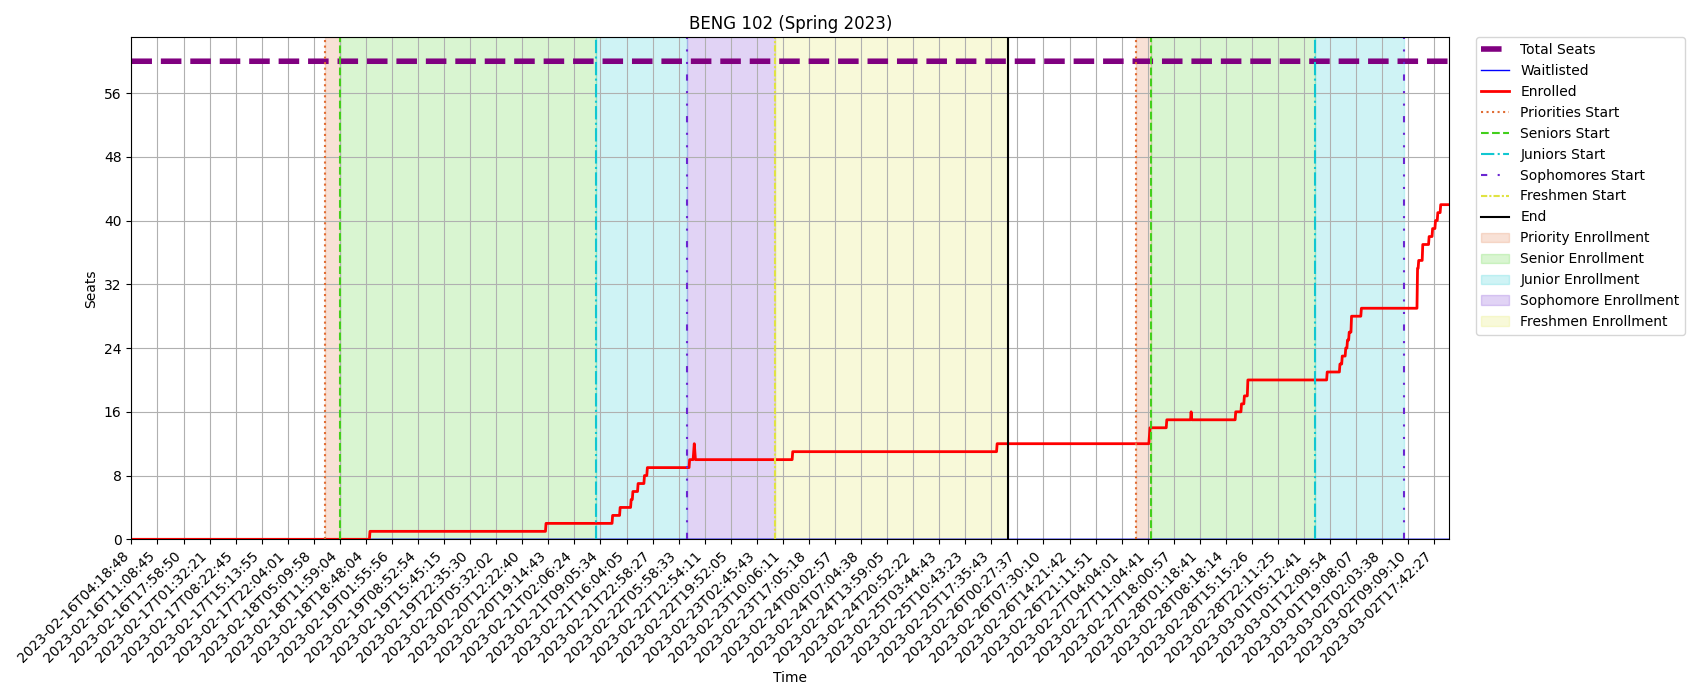 BENG 102 (Spring 2023)
Total Seats
Waitlisted
Enrolled
Priorities Start
Seniors Start
Juniors Start
Sophomores Start
Freshmen Start
End
Priority Enrollment
Senior Enrollment
Junior Enrollment
Sophomore Enrollment
Freshmen Enrollment
Seats
56
48
40
32
24
16
8
0
2023-02-16T04:18:48
2023-02-16T11:08:45
2023-02-16T17:58:50
2023-02-17T01:32:21
2023-02-17T08:22:45
2023-02-17T15:13:55
2023-02-17T22:04:01
2023-02-18T05:09:58
2023-02-18T11:59:04
2023-02-18T18:48:04
2023-02-19T01:55:56
2023-02-19T08:52:54
2023-02-19T15:45:15
2023-02-19T22:35:30
2023-02-20T05:32:02
2023-02-20T12:22:40
2023-02-20T19:14:43
2023-02-21T02:06:24
2023-02-21T09:05:34
2023-02-21T16:04:05
2023-02-21T22:58:27
2023-02-22T05:58:33
2023-02-22T12:54:11
2023-02-22T19:52:05
2023-02-23T02:45:43
2023-02-23T10:06:11
2023-02-23T17:05:18
2023-02-24T00:02:57
2023-02-24T07:04:38
2023-02-24T13:59:05
2023-02-24T20:52:22
2023-02-25T03:44:43
2023-02-25T10:43:23
2023-02-25T17:35:43
2023-02-26T00:27:37
2023-02-26T07:30:10
2023-02-26T14:21:42
2023-02-26T21:11:51
2023-02-27T04:04:01
2023-02-27T11:04:41
2023-02-27T18:00:57
2023-02-28T01:18:41
2023-02-28T08:18:14
2023-02-28T15:15:26
2023-02-28T22:11:25
2023-03-01T05:12:41
2023-03-01T12:09:54
2023-03-01T19:08:07
2023-03-02T02:03:38
2023-03-02T09:09:10
2023-03-02T17:42:27
Time